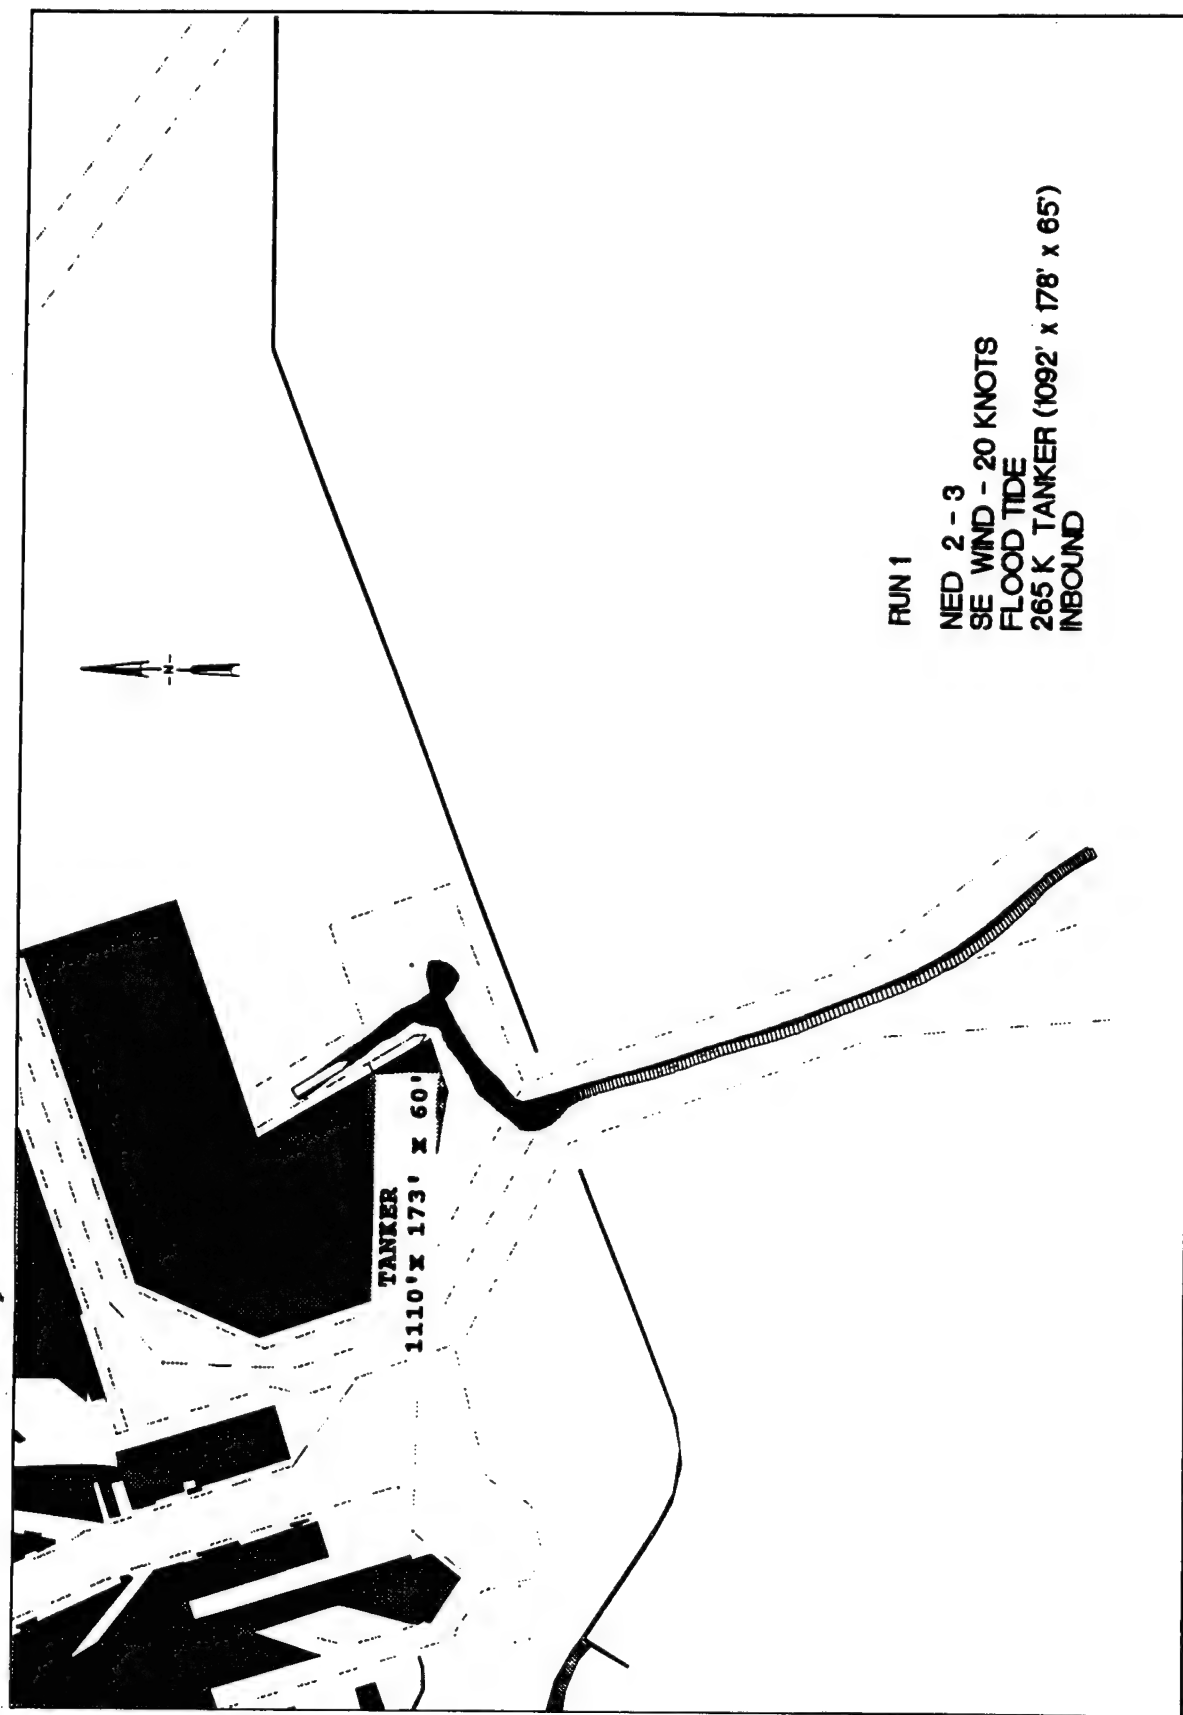 -N-
TANKER
1110'X 173' X 60'
RUN 1
NED 2 - 3
SE WIND - 20 KNOTS
FLOOD TIDE
265 K TANKER (1092' x 178' x 65')
INBOUND